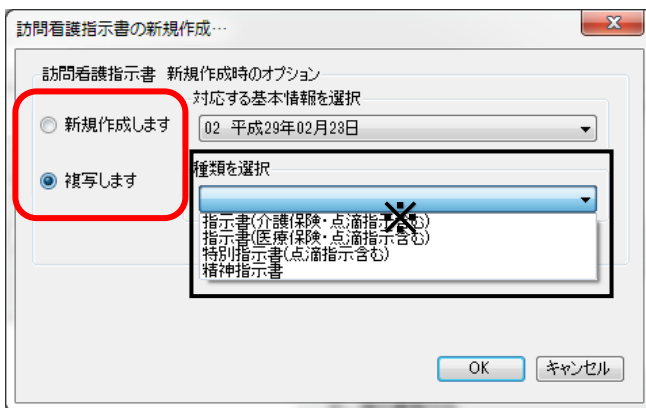 訪問看護指示書の新規作成…
訪問看護指示書 新規作成時のオプション
対応する基本情報を選択
新規作成します
02 平成29年02月23日
複写します
種類を選択
※
指示書(介護保険・点滴指示含む)
指示書(医療保険・点滴指示含む)
特別指示書(点滴指示含む)
精神指示書
OK
キャンセル